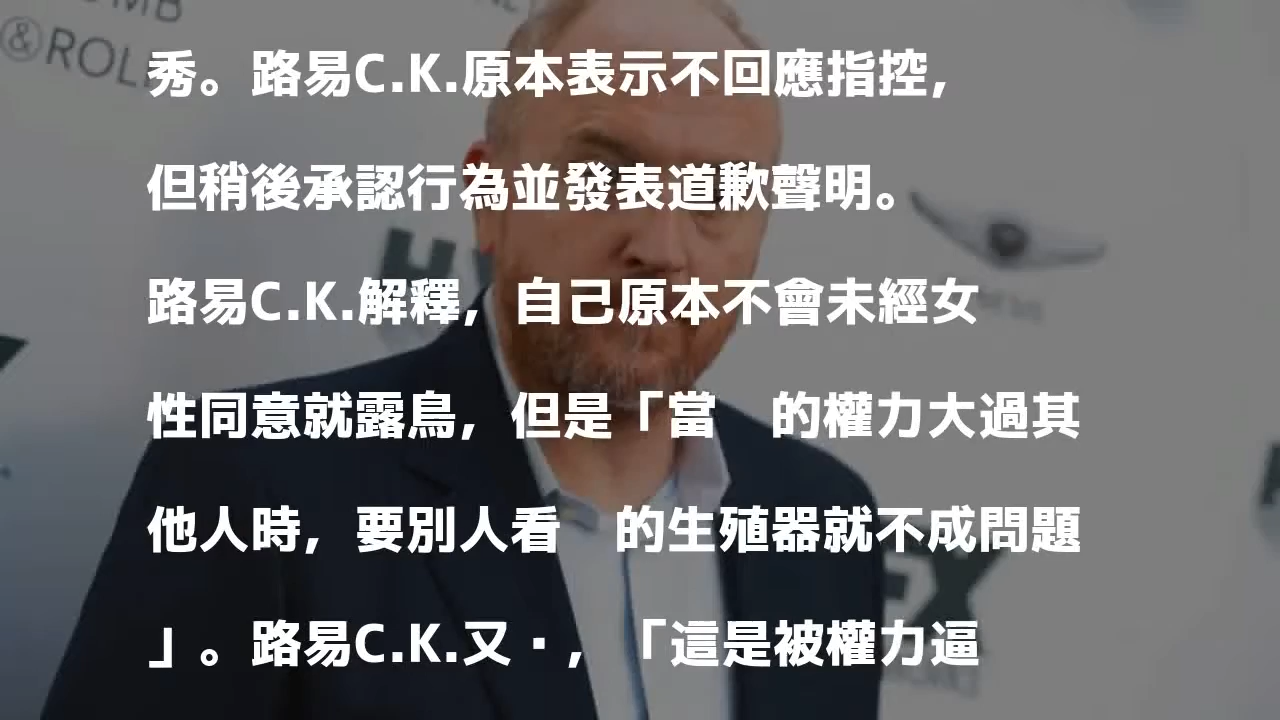 MB
&ROL
秀。路易C.K.原本表示不回應指控，
但稍後承認行為並發表道歉聲明。
路易C.K.解釋，自己原本不會未經女
性同意就露鳥，但是「當 的權力大過其
他人時，要別人看 的生殖器就不成問題
」。路易C.K.又·，「這是被權力逼
FX